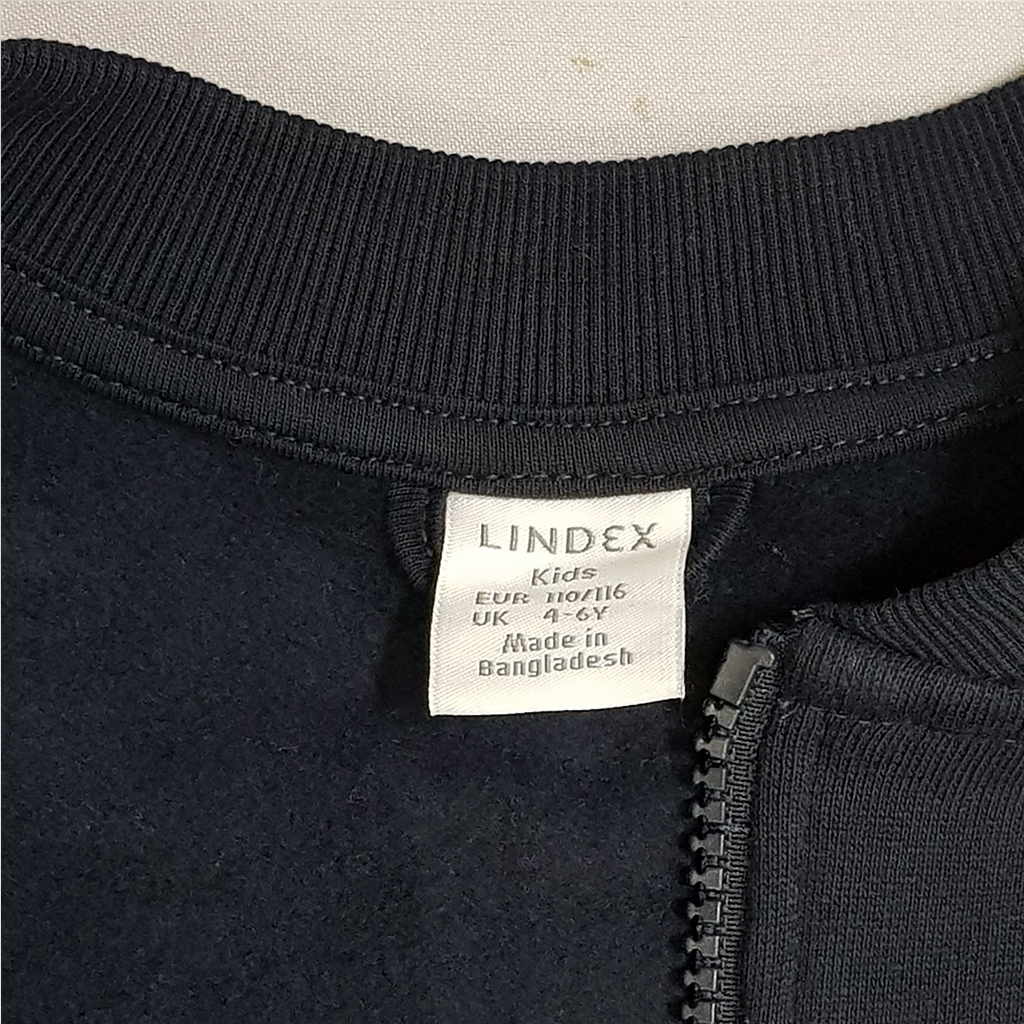 LINDEX
Kids
EUR 110/116
UK 4-6Y
Made in
Bangladesh